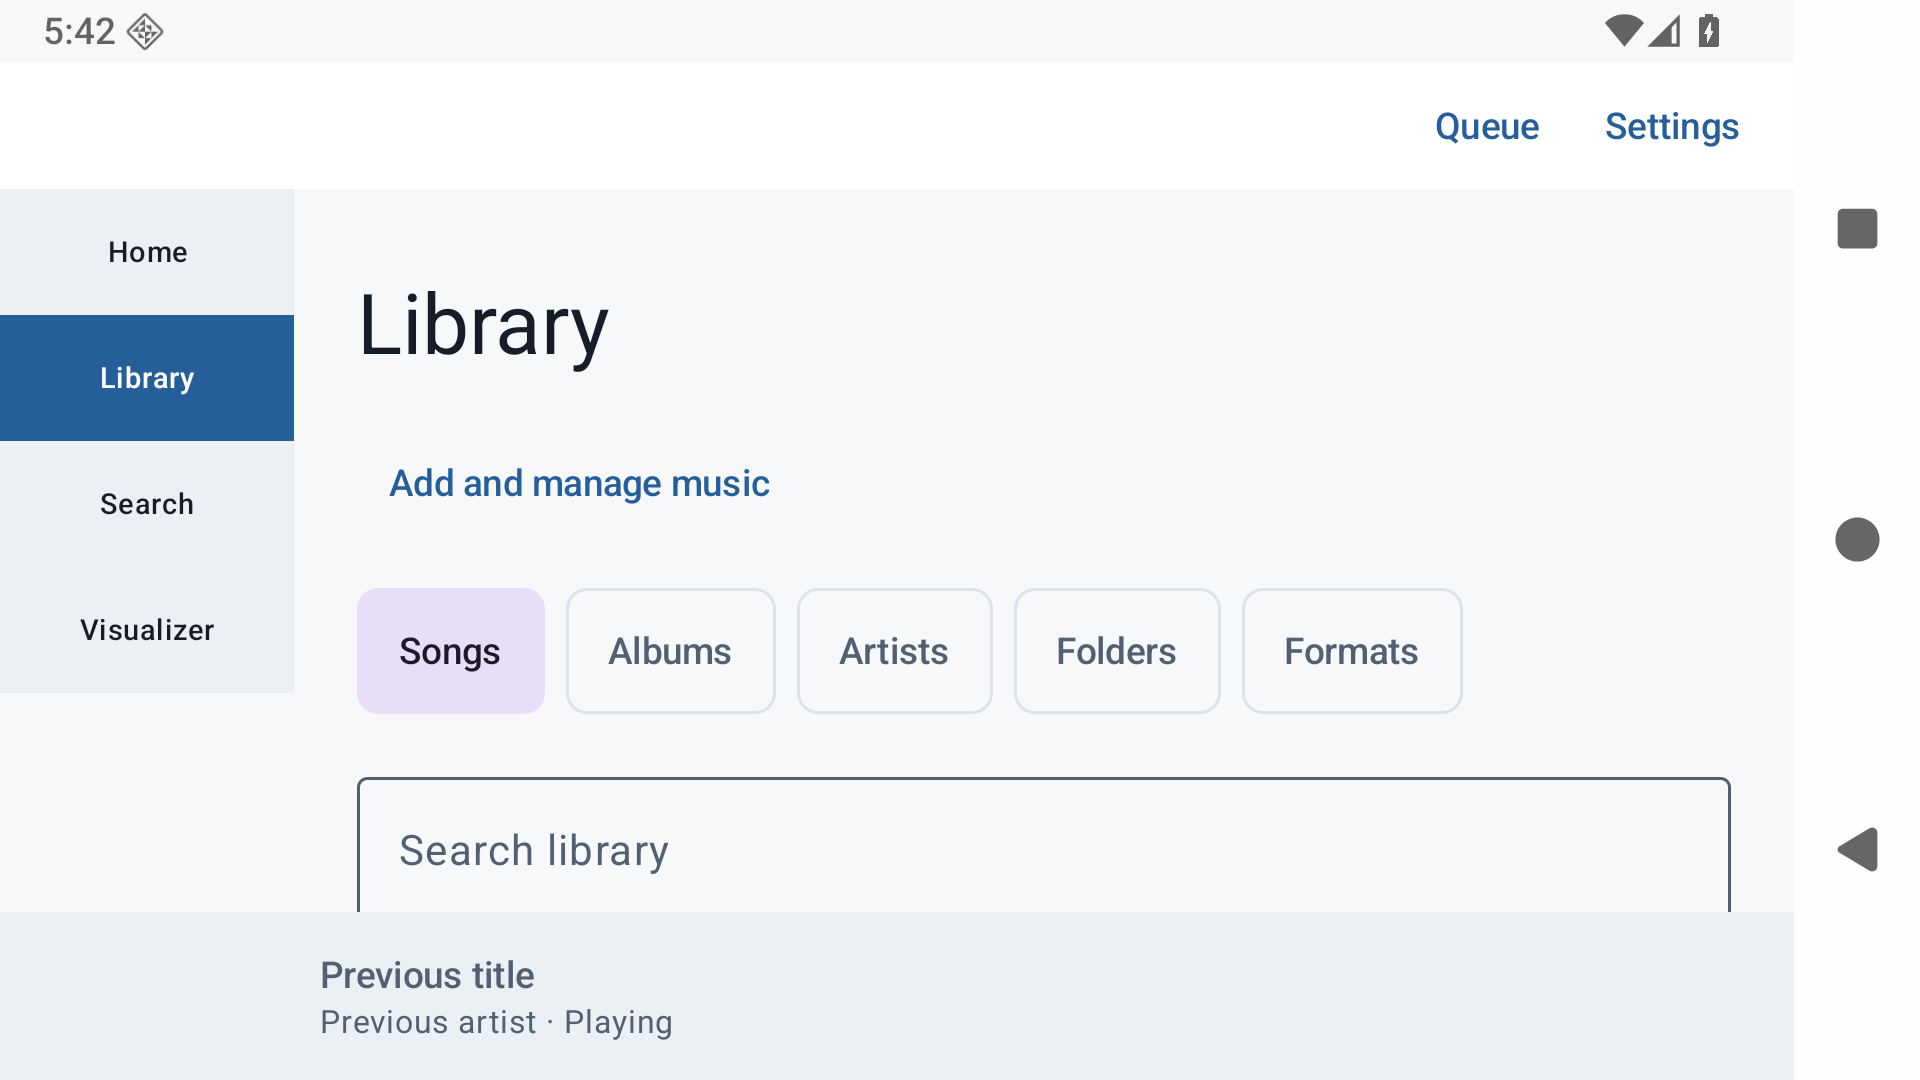 5:42
Queue Settings
Home
Library
Search
Visualizer
Library
Add and manage music
Songs Albums Artists Folders Formats
Search library
Previous title
Previous artist · Playing